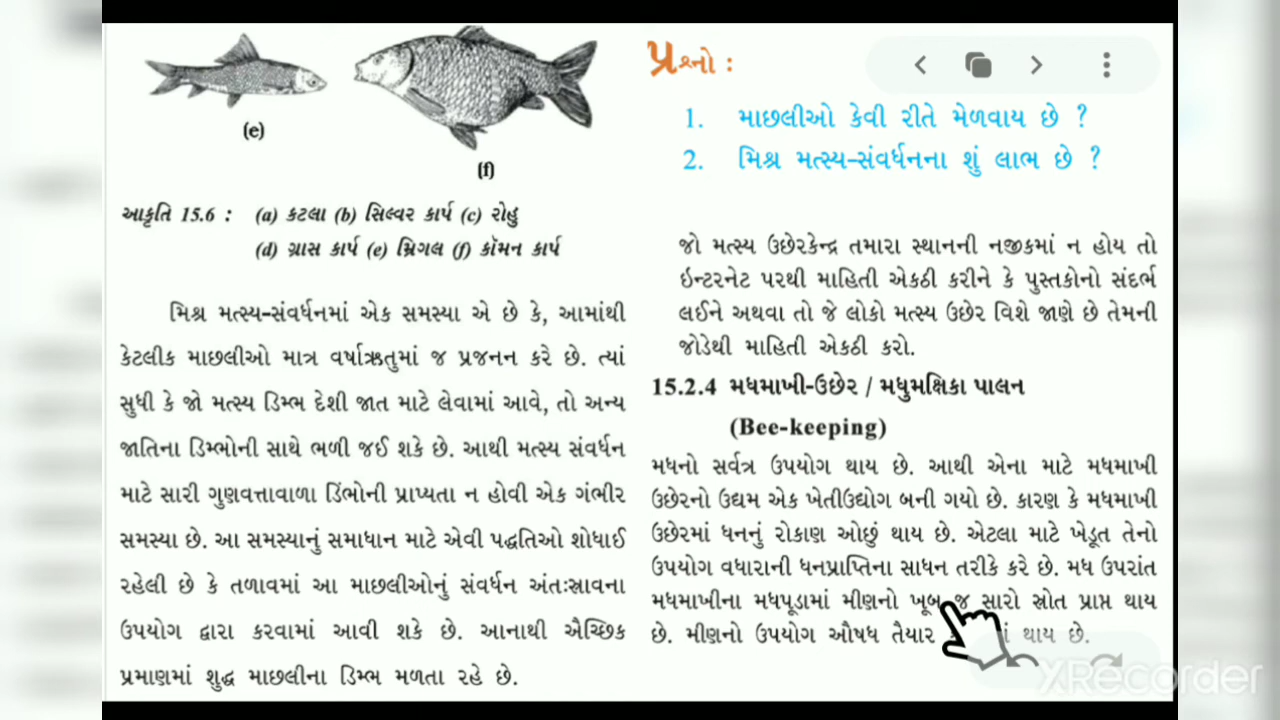 (e)
(f)
આકૃતિ 15.6 : (a) કટલા (b) સિલ્વર કાર્પ (c) રોહુ
(d) ગ્રાસ કાર્પ (e) મ્રિગલ (f) કૉમન કાર્પ
મિશ્ર મત્સ્ય-સંવર્ધનમાં એક સમસ્યા એ છે કે, આમાંથી
કેટલીક માછલીઓ માત્ર વર્ષાઋતુમાં જ પ્રજનન કરે છે. ત્યાં
સુધી કે જો મત્સ્ય ડિમ્ભ દેશી જાત માટે લેવામાં આવે, તો અન્ય
જાતિના ડિમ્ભોની સાથે ભળી જઈ શકે છે. આથી મત્સ્ય સંવર્ધન
માટે સારી ગુણવત્તાવાળા ડિંભોની પ્રાપ્યતા ન હોવી એક ગંભીર
સમસ્યા છે. આ સમસ્યાનું સમાધાન માટે એવી પદ્ધતિઓ શોધાઈ
રહેલી છે કે તળાવમાં આ માછલીઓનું સંવર્ધન અંતઃસ્રાવના
ઉપયોગ દ્વારા કરવામાં આવી શકે છે. આનાથી ઐચ્છિક
પ્રમાણમાં શુદ્ધ માછલીના ડિમ્ભ મળતા રહે છે.
પ્રશ્નો :
1. માછલીઓ કેવી રીતે મેળવાય છે ?
2. મિશ્ર મત્સ્ય-સંવર્ધનના શું લાભ છે ?
જો મત્સ્ય ઉછેરકેન્દ્ર તમારા સ્થાનની નજીકમાં ન હોય તો
ઇન્ટરનેટ પરથી માહિતી એકઠી કરીને કે પુસ્તકોનો સંદર્ભ
લઈને અથવા તો જે લોકો મત્સ્ય ઉછેર વિશે જાણે છે તેમની
જોડેથી માહિતી એકઠી કરો.
15.2.4 મધમાખી-ઉછેર / મધુમક્ષિકા પાલન
(Bee-keeping)
મધનો સર્વત્ર ઉપયોગ થાય છે. આથી એના માટે મધમાખી
ઉછેરનો ઉદ્યમ એક ખેતીઉદ્યોગ બની ગયો છે. કારણ કે મધમાખી
ઉછેરમાં ધનનું રોકાણ ઓછું થાય છે. એટલા માટે ખેડૂત તેનો
ઉપયોગ વધારાની ધનપ્રાપ્તિના સાધન તરીકે કરે છે. મધ ઉપરાંત
મધમાખીના મધપૂડામાં મીણનો ખૂબ જ સારો સ્રોત પ્રાપ્ત થાય
છે. મીણનો ઉપયોગ ઔષધ તૈયાર થાય છે.
XRecorder